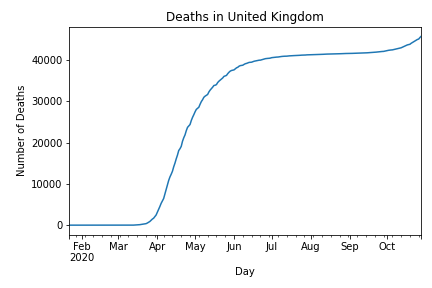 Deaths in United Kingdom
Number of Deaths
40000
30000
20000
10000
0
Feb Mar Apr May Jun Jul Aug Sep Oct
2020
Day